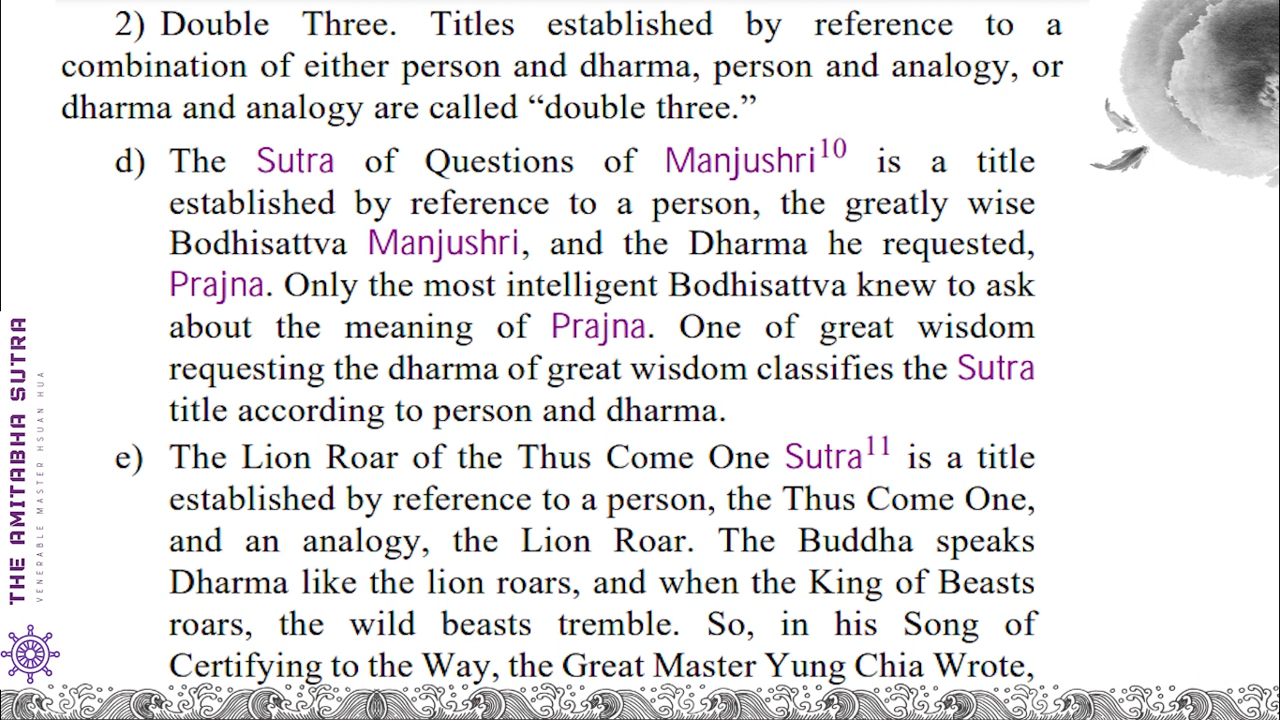 2) Double Three. Titles established by reference to a
combination of either person and dharma, person and analogy, or
dharma and analogy are called “double three.”
d) The Sutra of Questions of Manjushri10 is a title
established by reference to a person, the greatly wise
Bodhisattva Manjushri, and the Dharma he requested,
Prajna. Only the most intelligent Bodhisattva knew to ask
about the meaning of Prajna. One of great wisdom
requesting the dharma of great wisdom classifies the Sutra
title according to person and dharma.
e) The Lion Roar of the Thus Come One Sutra11 is a title
established by reference to a person, the Thus Come One,
and an analogy, the Lion Roar. The Buddha speaks
Dharma like the lion roars, and when the King of Beasts
roars, the wild beasts tremble. So, in his Song of
Certifying to the Way, the Great Master Yung Chia Wrote,
THE AMITABHA SUTRA
VENERABLE MASTER HSUAN HUA